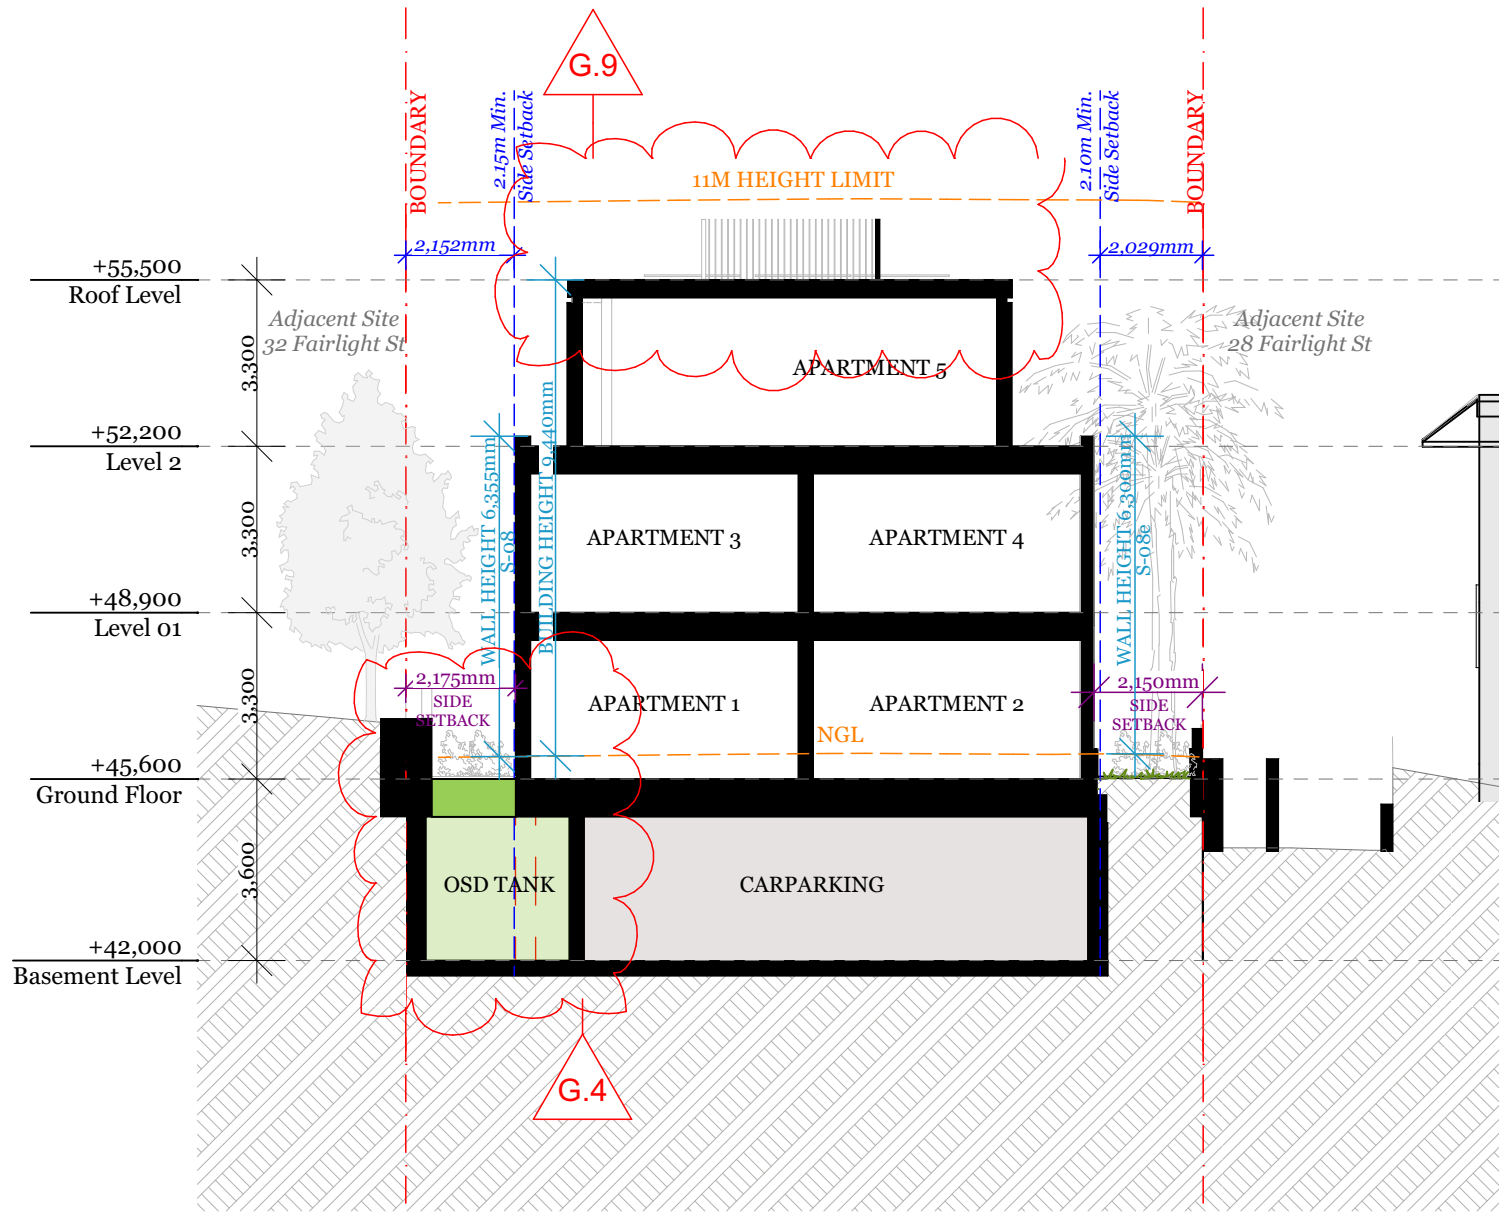 G.9
BOUNDARY
2.15m Min.
Side Setback
2.10m Min.
Side Setback
BOUNDARY
11M HEIGHT LIMIT
2,152mm
2,029mm
+55,500
Roof Level
Adjacent Site
32 Fairlight St
Adjacent Site
28 Fairlight St
3,300
APARTMENT 5
+52,200
Level 2
WALL HEIGHT 6,355mm
S-08
BUILDING HEIGHT 9,440mm
WALL HEIGHT 6,300mm
S-08e
3,300
APARTMENT 3
APARTMENT 4
+48,900
Level 01
3,300
2,175mm
SIDE
SETBACK
APARTMENT 1
APARTMENT 2
2,150mm
SIDE
SETBACK
NGL
+45,600
Ground Floor
3,600
OSD TANK
CARPARKING
+42,000
Basement Level
G.4